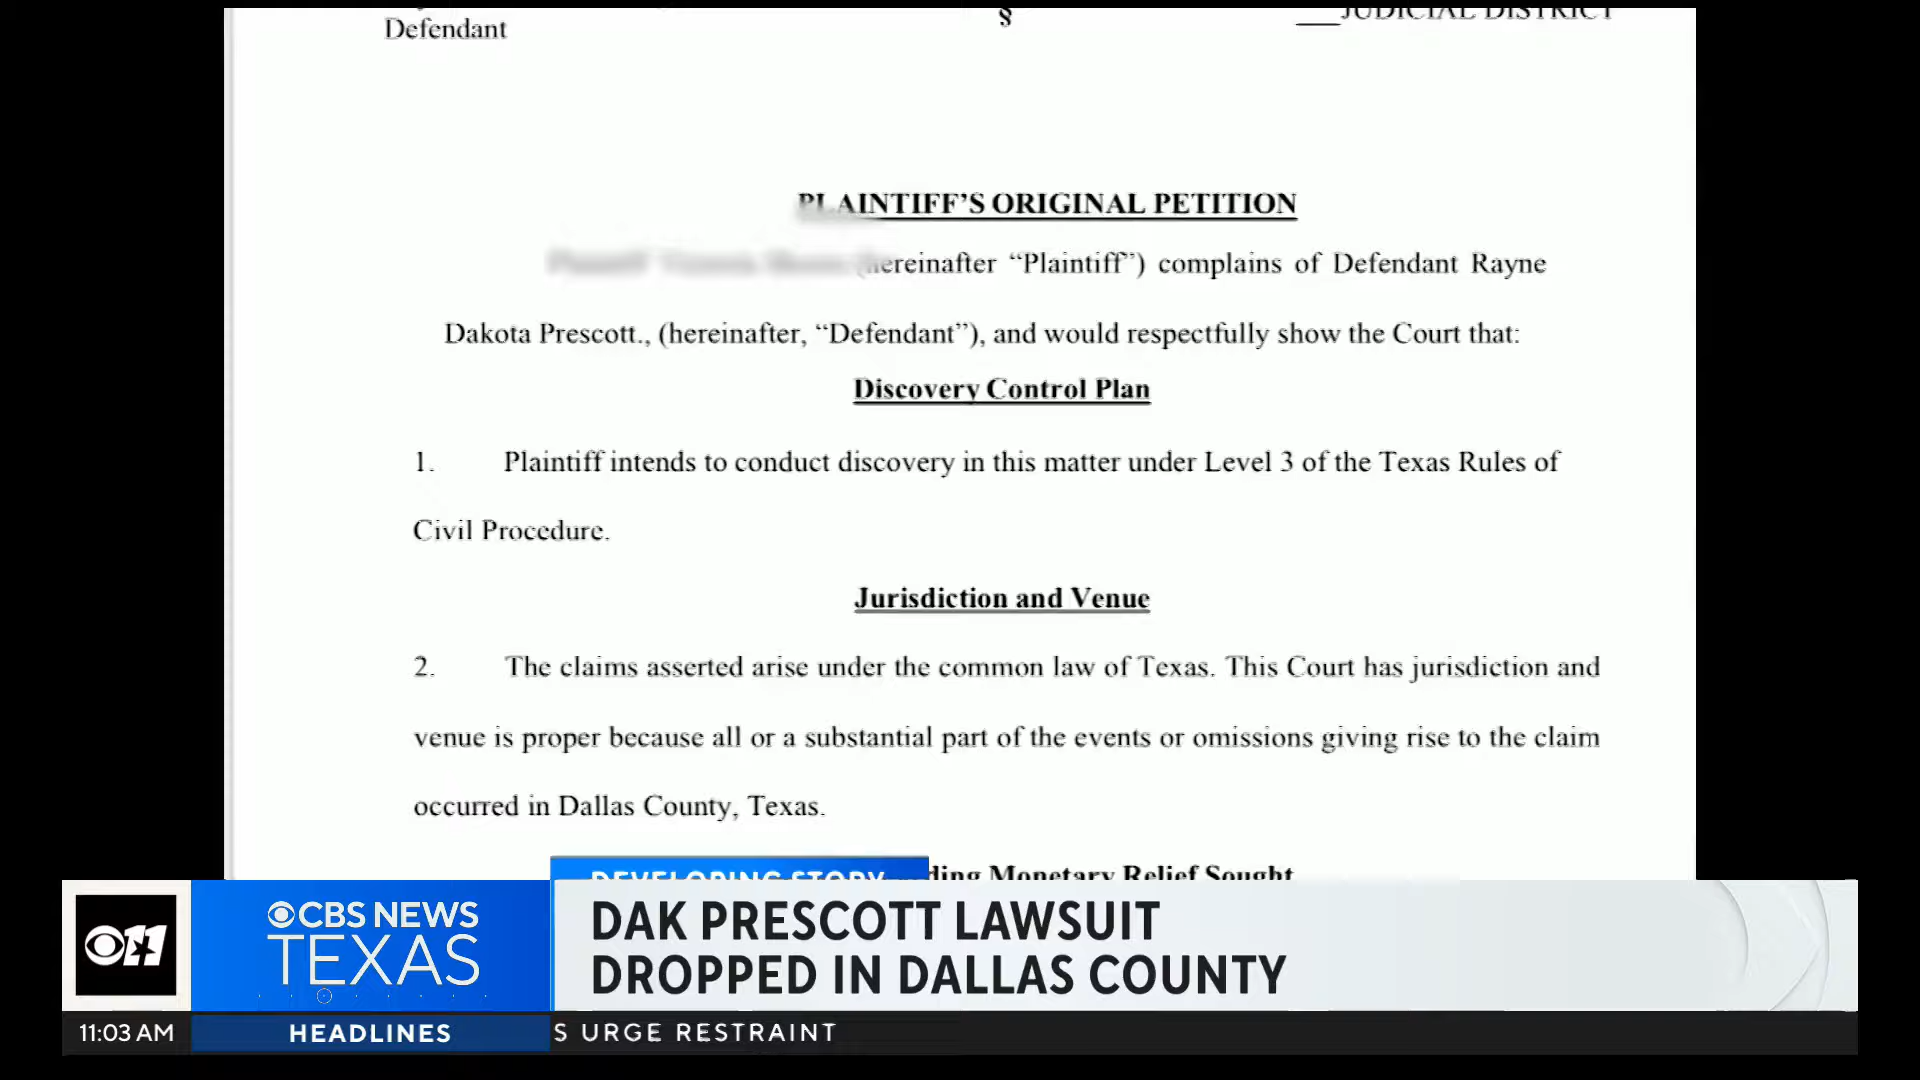 Defendant § ___JUDICIAL DISTRICT
PLAINTIFF'S ORIGINAL PETITION
(hereinafter “Plaintiff”) complains of Defendant Rayne
Dakota Prescott., (hereinafter, “Defendant”), and would respectfully show the Court that:
Discovery Control Plan
1. Plaintiff intends to conduct discovery in this matter under Level 3 of the Texas Rules of
Civil Procedure.
Jurisdiction and Venue
2. The claims asserted arise under the common law of Texas. This Court has jurisdiction and
venue is proper because all or a substantial part of the events or omissions giving rise to the claim
occurred in Dallas County, Texas.
ding Monetary Relief Sought
DEVELOPING STORY
DAK PRESCOTT LAWSUIT
DROPPED IN DALLAS COUNTY
11
CBS NEWS
TEXAS
11:03 AM HEADLINES S URGE RESTRAINT